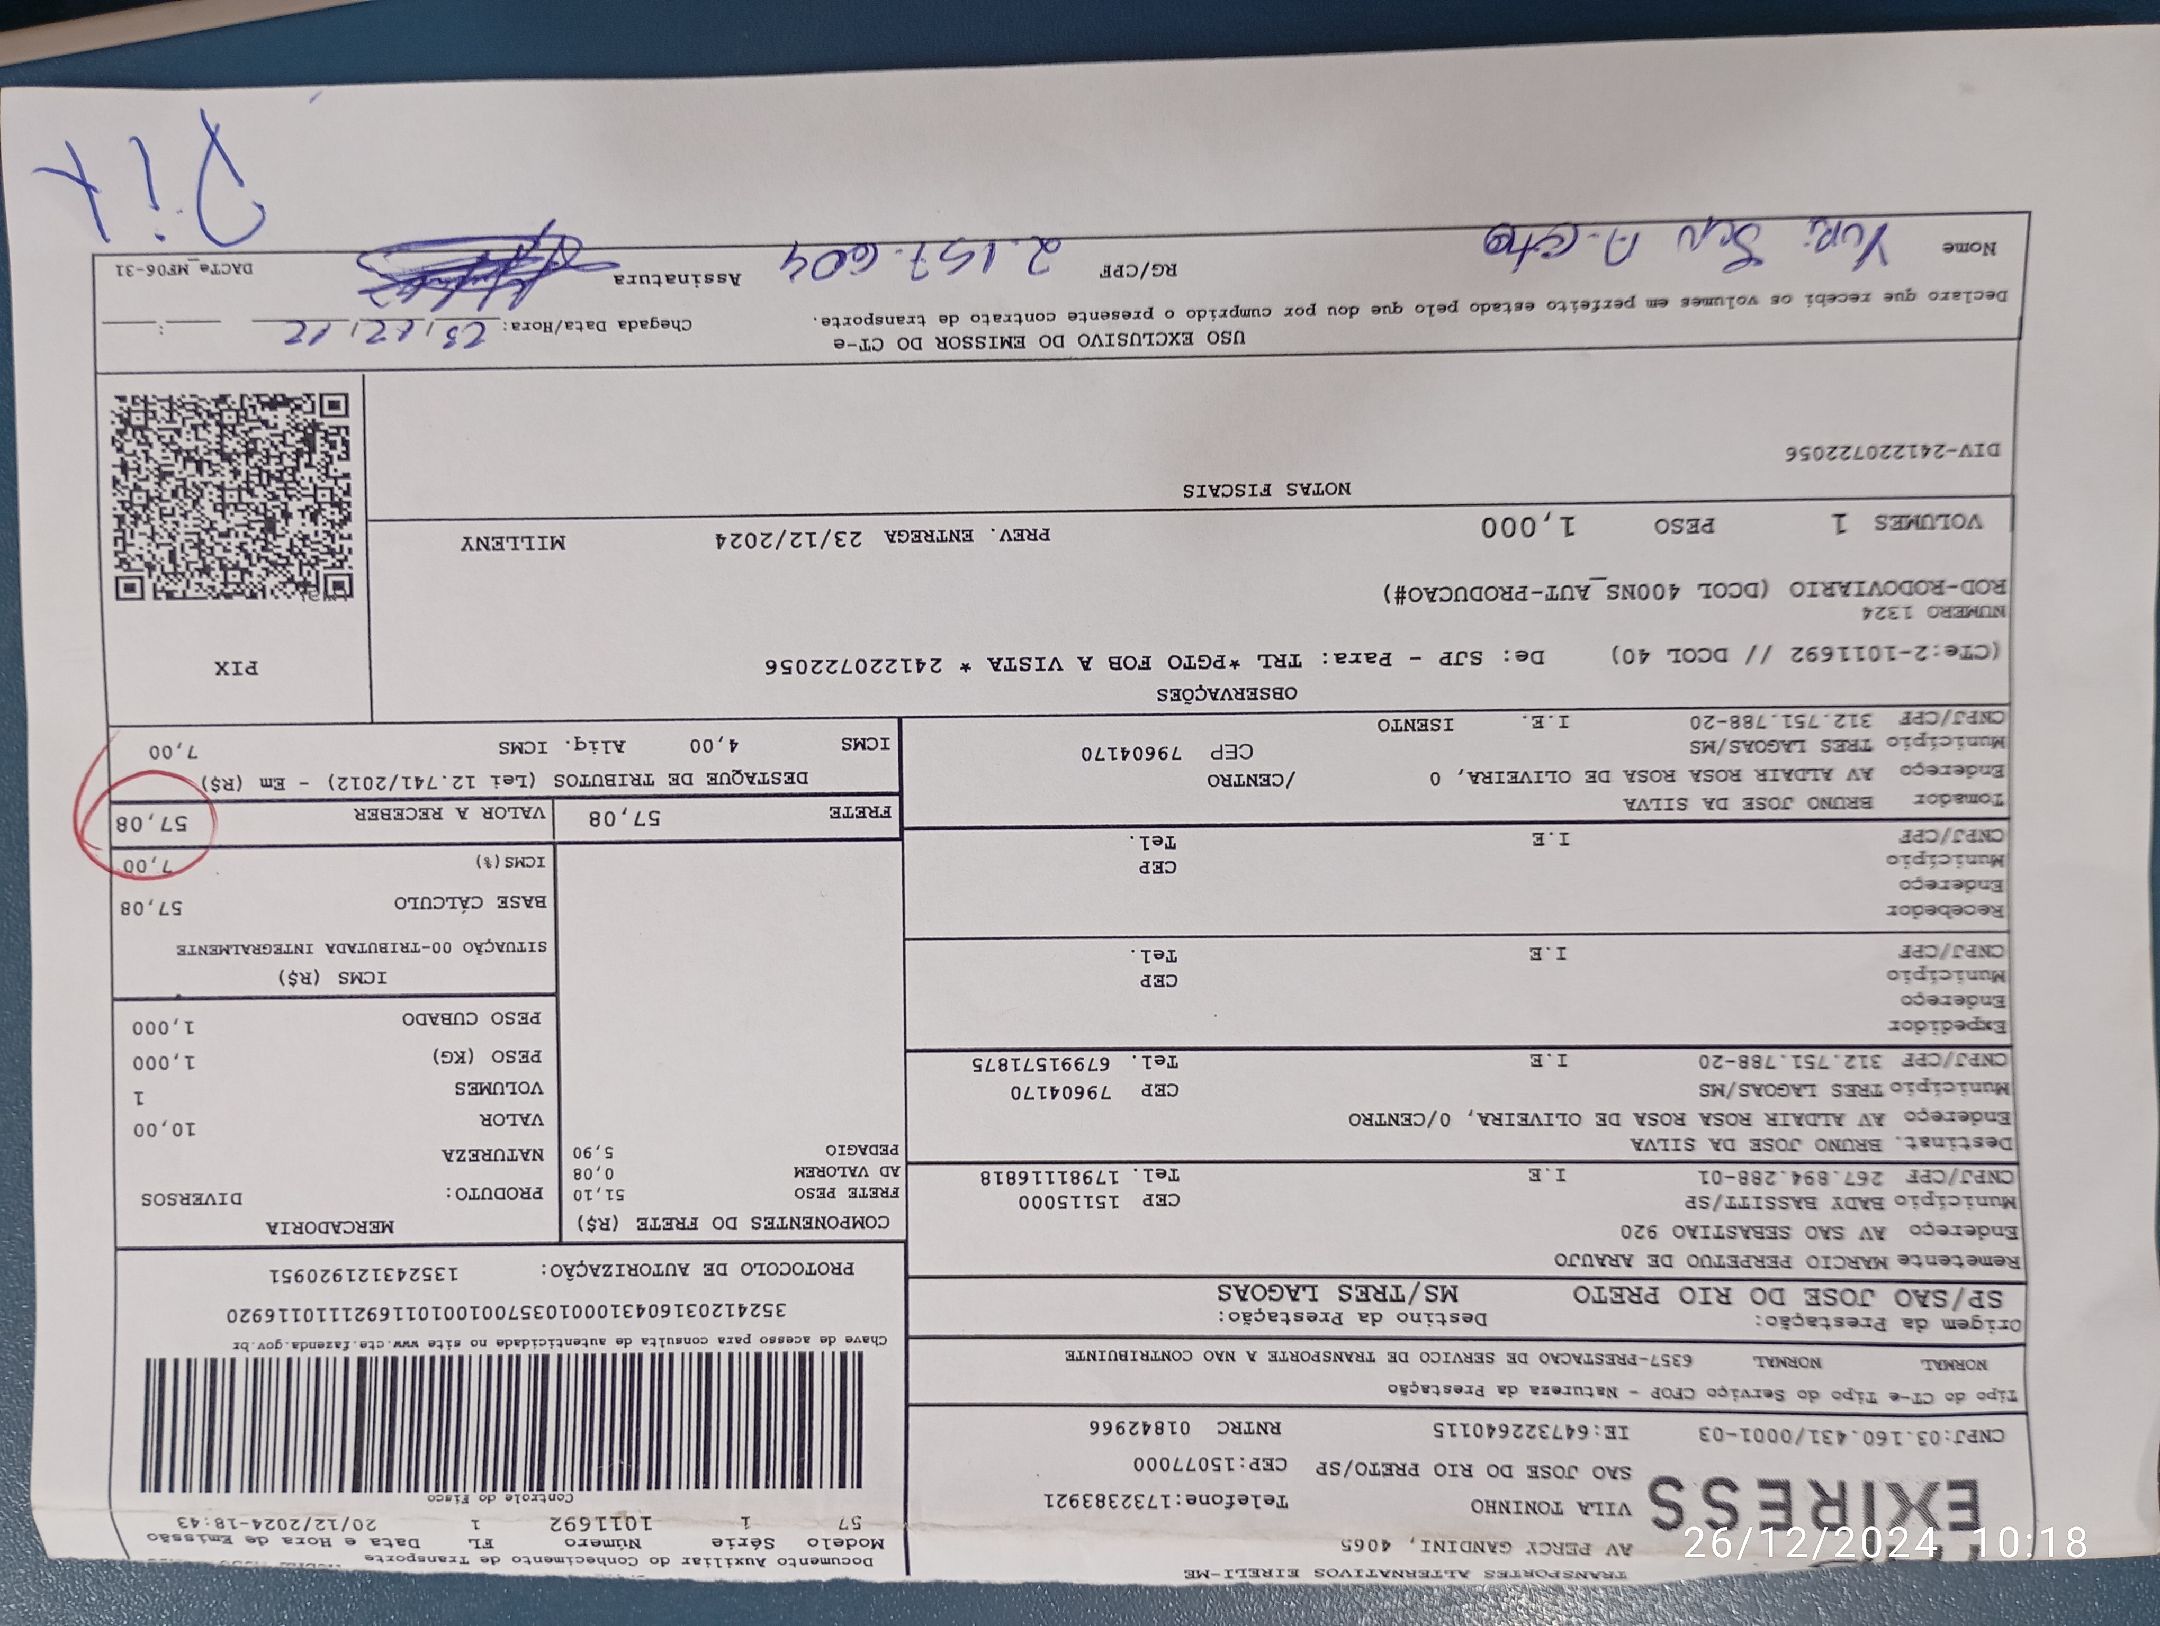 TRANSPORTES ALTERNATIVOS EIRELI-ME
AV PERCY GANDINI, 4065
EXIRESS
VILA TONINHO Telefone:1732383921
SAO JOSE DO RIO PRETO/SP CEP:15077000
CNPJ:03.160.431/0001-03 IE:647322640115 RNTRC 01842966
Documento Auxiliar do Conhecimento de Transporte
Modelo Série Número FL Data e Hora de Emissão
57 1 1011692 1 20/12/2024-18:43
Controle do Fisco
Chave de acesso para consulta de autenticidade no site www.cte.fazenda.gov.br
PROTOCOLO DE AUTORIZAÇÃO: 135243121920951
Tipo do CT-e Tipo do Serviço CFOP - Natureza da Prestação
NORMAL NORMAL 6357-PRESTACAO DE SERVICO DE TRANSPORTE A NAO CONTRIBUINTE
Origem da Prestação: Destino da Prestação:
SP/SAO JOSE DO RIO PRETO MS/TRES LAGOAS
Remetente MARCIO PERPETUO DE ARAUJO
Endereço AV SAO SEBASTIAO 920
Município BADY BASSITT/SP CEP 15115000
CNPJ/CPF 267.894.288-01 I.E Tel. 17981116818
Destinat. BRUNO JOSE DA SILVA
Endereço AV ALDAIR ROSA ROSA DE OLIVEIRA, 0/CENTRO
Município TRES LAGOAS/MS CEP 79604170
CNPJ/CPF 312.751.788-20 I.E Tel. 67991571875
Expedidor
Endereço
Município CEP
CNPJ/CPF I.E Tel.
Recebedor
Endereço
Município CEP
CNPJ/CPF I.E Tel.
Tomador BRUNO JOSE DA SILVA
Endereço AV ALDAIR ROSA ROSA DE OLIVEIRA, 0 /CENTRO
Município TRES LAGOAS/MS CEP 79604170
CNPJ/CPF 312.751.788-20 I.E. ISENTO
COMPONENTES DO FRETE (R$)
FRETE PESO 51,10
AD VALOREM 0,08
PEDAGIO 5,90
MERCADORIA
PRODUTO: DIVERSOS
NATUREZA
VALOR 10,00
VOLUMES 1
PESO (KG) 1,000
PESO CUBADO 1,000
ICMS (R$)
SITUAÇÃO 00-TRIBUTADA INTEGRALMENTE
BASE CÁLCULO 57,08
ICMS(%) 7,00
FRETE 57,08 VALOR A RECEBER 57,08
DESTAQUE DE TRIBUTOS (Lei 12.741/2012) - Em (R$)
ICMS 4,00 Aliq. ICMS 7,00
OBSERVAÇÕES
(CTe:2-1011692 // DCOL 40) De: SJP - Para: TRL *PGTO FOB A VISTA * 241220722056
NUMERO 1324
ROD-RODOVIARIO (DCOL 400NS_AUT-PRODUCAO#)
PIX
VOLUMES 1 PESO 1,000 PREV. ENTREGA 23/12/2024 MILLENY
NOTAS FISCAIS
DIV-241220722056
USO EXCLUSIVO DO EMISSOR DO CT-e
Declaro que recebi os volumes em perfeito estado pelo que dou por cumprido o presente contrato de transporte.
Chegada Data/Hora: :
Nome Yuri RG/CPF 2.157.604 Assinatura
DACTe_MF06-31
Pix
26/12/2024 10:18